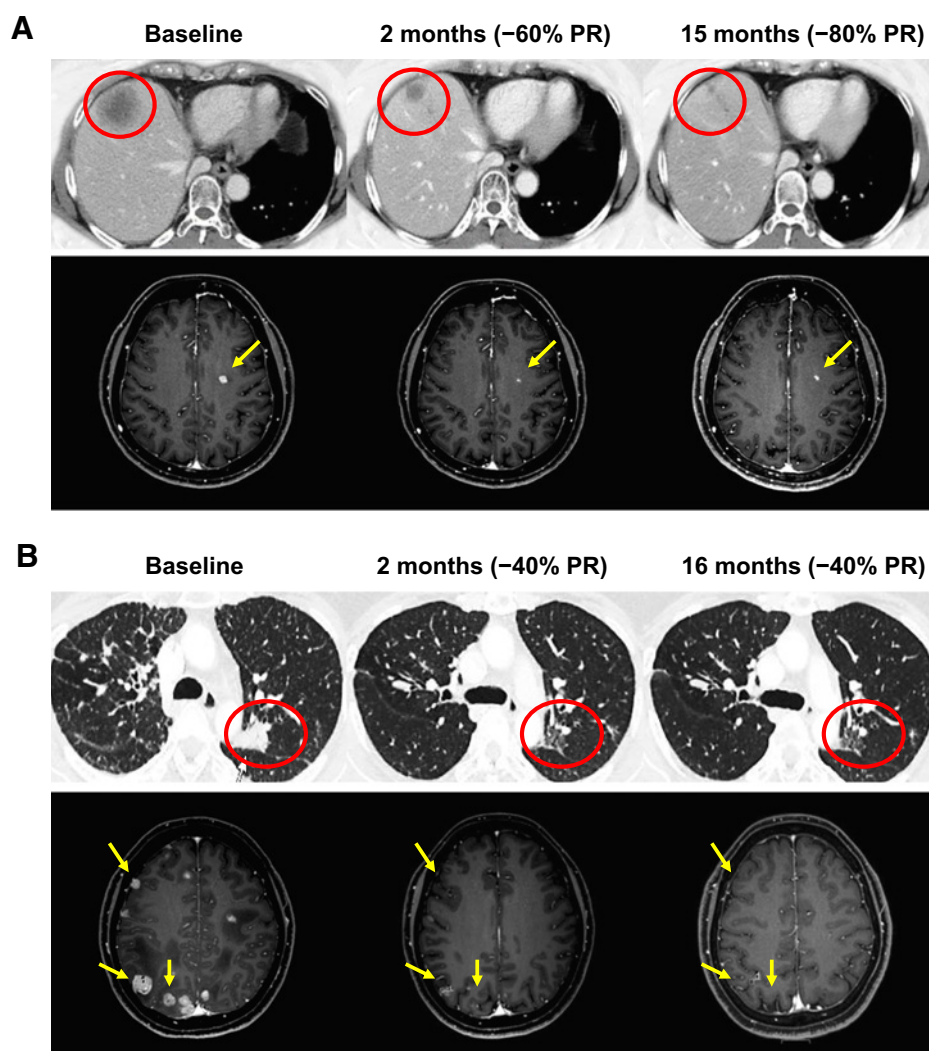 A
Baseline 2 months (−60% PR) 15 months (−80% PR)
B
Baseline 2 months (−40% PR) 16 months (−40% PR)